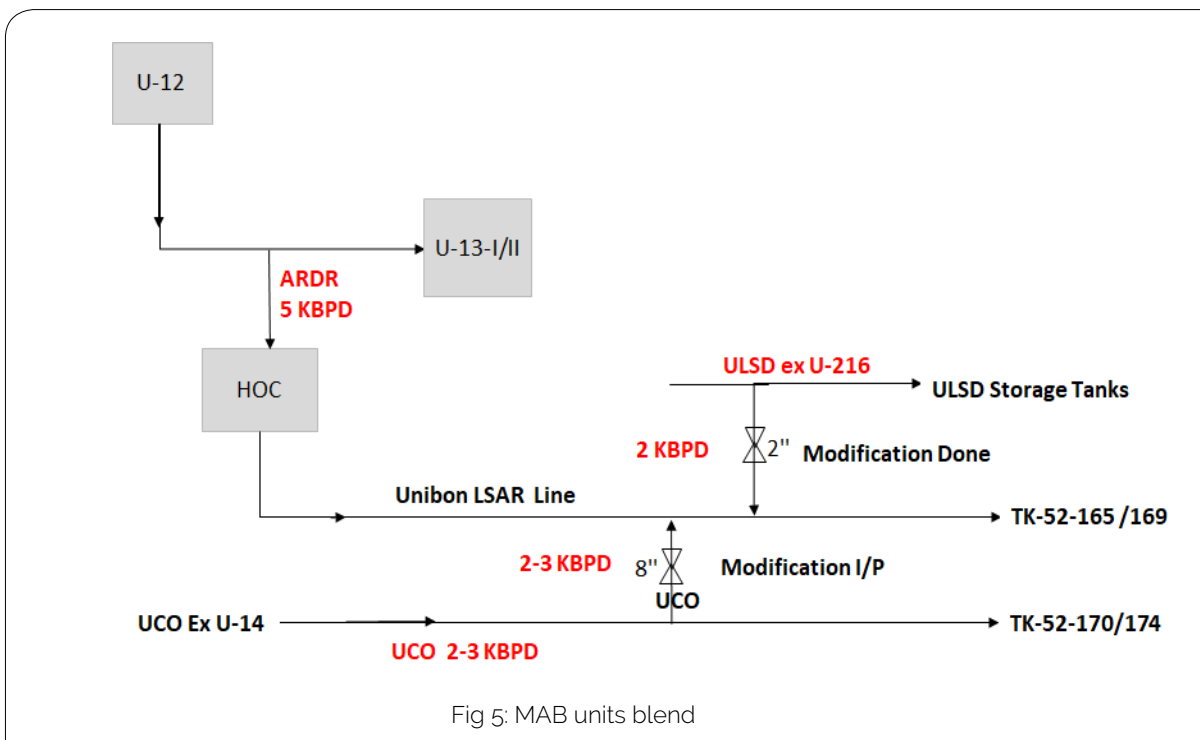 U-12
U-13-I/II
ARDR
5 KBPD
HOC
ULSD ex U-216
ULSD Storage Tanks
2 KBPD
2"
Modification Done
Unibon LSAR Line
TK-52-165 /169
2-3 KBPD
8"
Modification I/P
UCO
UCO Ex U-14
TK-52-170/174
UCO 2-3 KBPD
Fig 5: MAB units blend